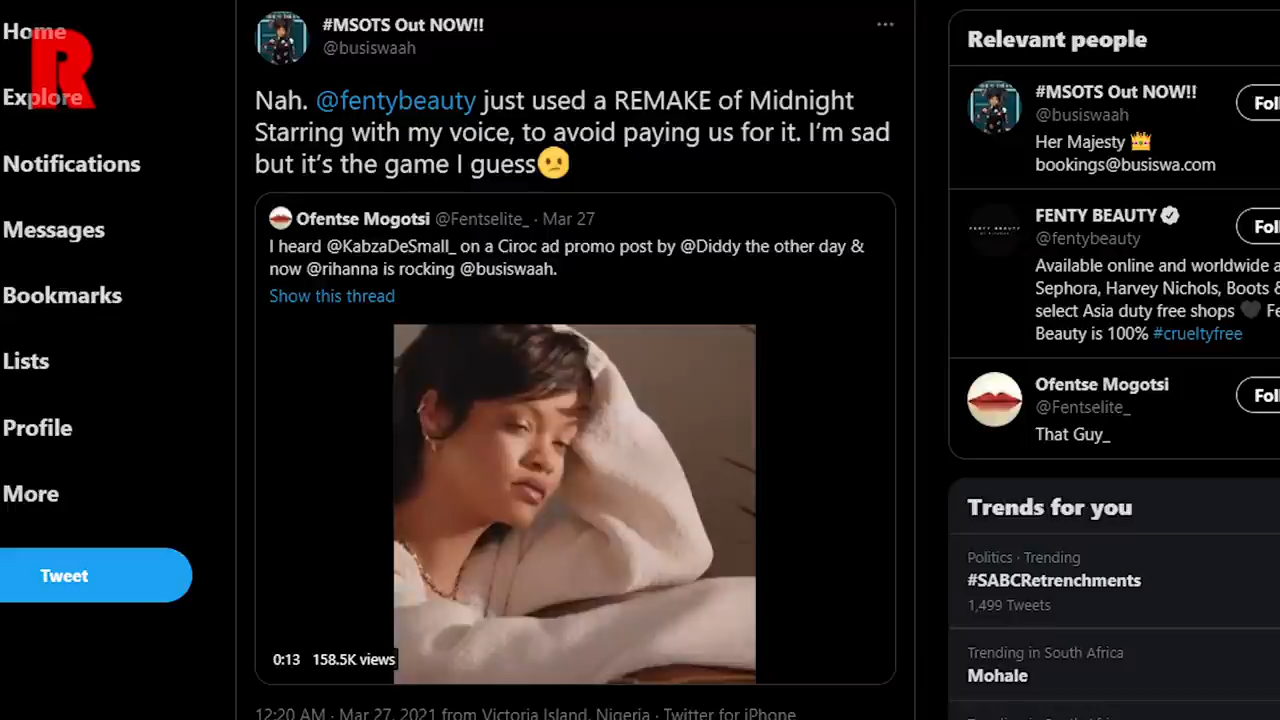 Home
R
Explore
Notifications
Messages
Bookmarks
Lists
Profile
More
Tweet
#MSOTS Out NOW!!
@busiswaah
Nah. @fentybeauty just used a REMAKE of Midnight
Starring with my voice, to avoid paying us for it. I’m sad
but it’s the game I guess😕
Ofentse Mogotsi @Fentselite_ · Mar 27
I heard @KabzaDeSmall_ on a Ciroc ad promo post by @Diddy the other day &
now @rihanna is rocking @busiswaah.
Show this thread
0:13 158.5K views
12:20 AM · Mar 27, 2021 from Victoria Island, Nigeria · Twitter for iPhone
Relevant people
#MSOTS Out NOW!!
@busiswaah
Fol
Her Majesty 👑
bookings@busiswa.com
FENTY BEAUTY
@fentybeauty
Fol
Available online and worldwide a
Sephora, Harvey Nichols, Boots &
select Asia duty free shops 🖤 Fe
Beauty is 100% #crueltyfree
Ofentse Mogotsi
@Fentselite_
Fol
That Guy_
Trends for you
Politics · Trending
#SABCRetrenchments
1,499 Tweets
Trending in South Africa
Mohale